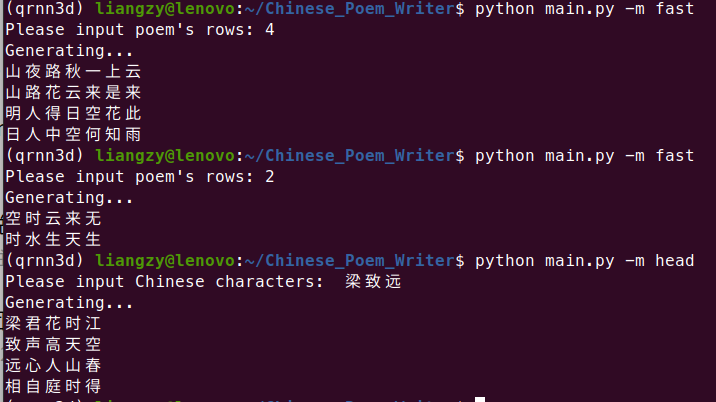 (qrnn3d) liangzy@lenovo:~/Chinese_Poem_Writer$ python main.py -m fast
Please input poem's rows: 4
Generating...
山夜路秋一上云
山路花云来是来
明人得日空花此
日人中空何知雨
(qrnn3d) liangzy@lenovo:~/Chinese_Poem_Writer$ python main.py -m fast
Please input poem's rows: 2
Generating...
空时云来无
时水生天生
(qrnn3d) liangzy@lenovo:~/Chinese_Poem_Writer$ python main.py -m head
Please input Chinese characters:  梁致远
Generating...
梁君花时江
致声高天空
远心人山春
相自庭时得